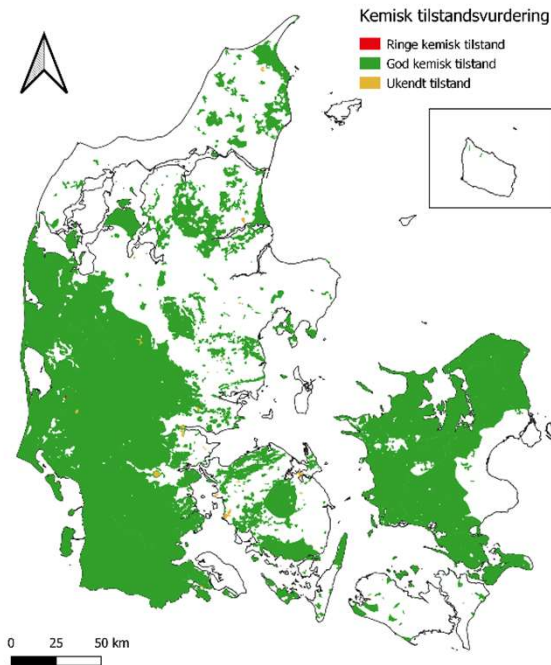 Kemisk tilstandsvurdering
Ringe kemisk tilstand
God kemisk tilstand
Ukendt tilstand
0 25 50 km